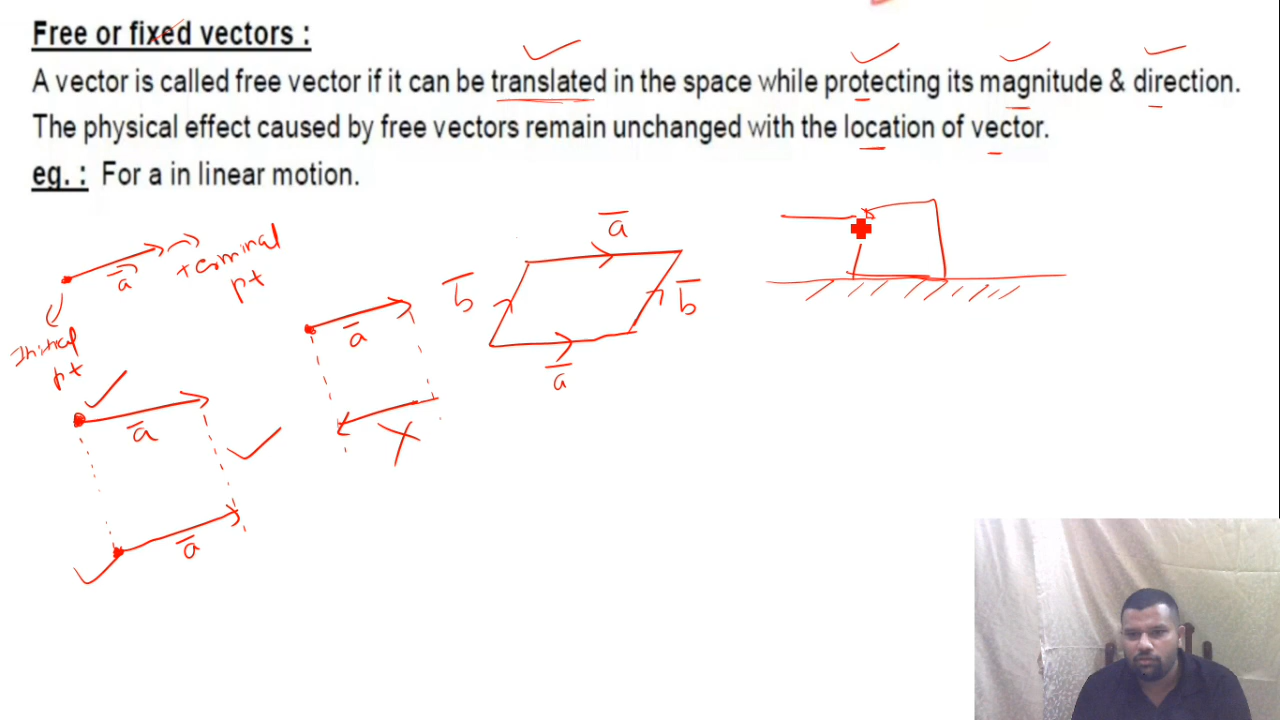 Free or fixed vectors :
A vector is called free vector if it can be translated in the space while protecting its magnitude & direction.
The physical effect caused by free vectors remain unchanged with the location of vector.
eg. : For a in linear motion.
a
terminal
pt
Initial
pt
a
a
a
X
a
b
b
a